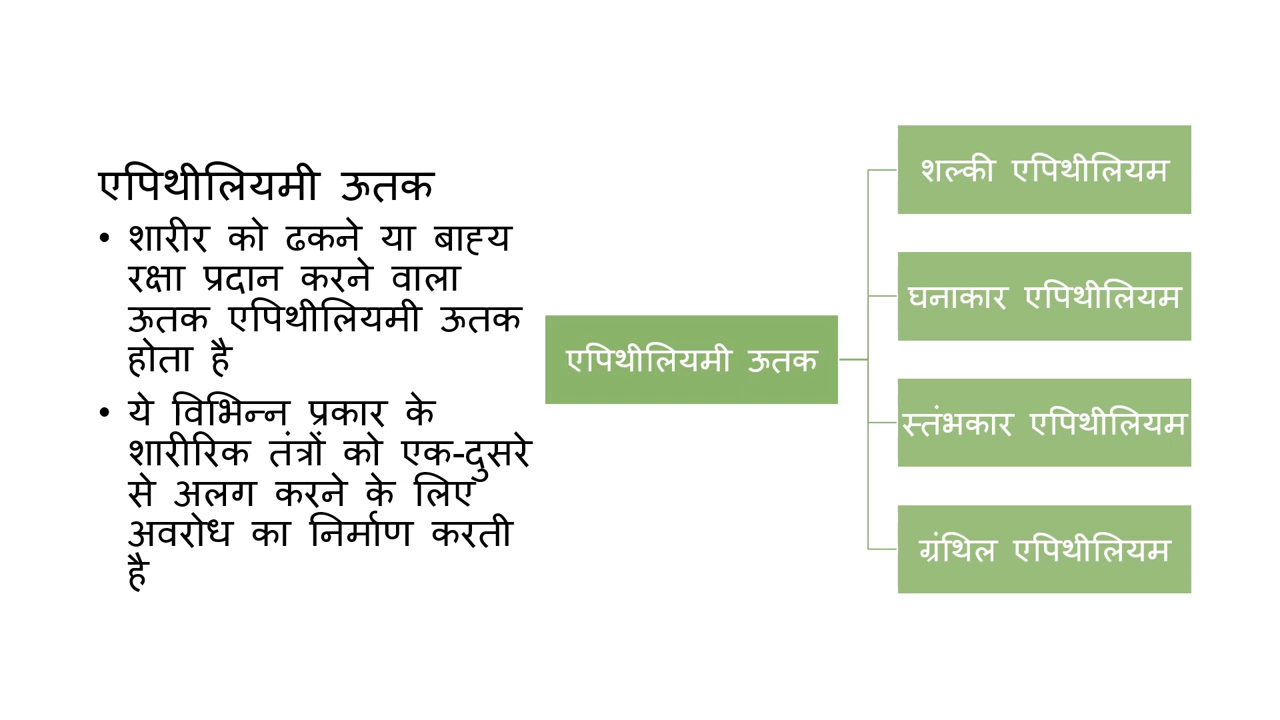 एपिथीलियमी ऊतक
• शारीर को ढकने या बाह्य
रक्षा प्रदान करने वाला
ऊतक एपिथीलियमी ऊतक
होता है
• ये विभिन्न प्रकार के
शारीरिक तंत्रों को एक-दुसरे
से अलग करने के लिए
अवरोध का निर्माण करती
है
एपिथीलियमी ऊतक
शल्की एपिथीलियम
घनाकार एपिथीलियम
स्तंभकार एपिथीलियम
ग्रंथिल एपिथीलियम